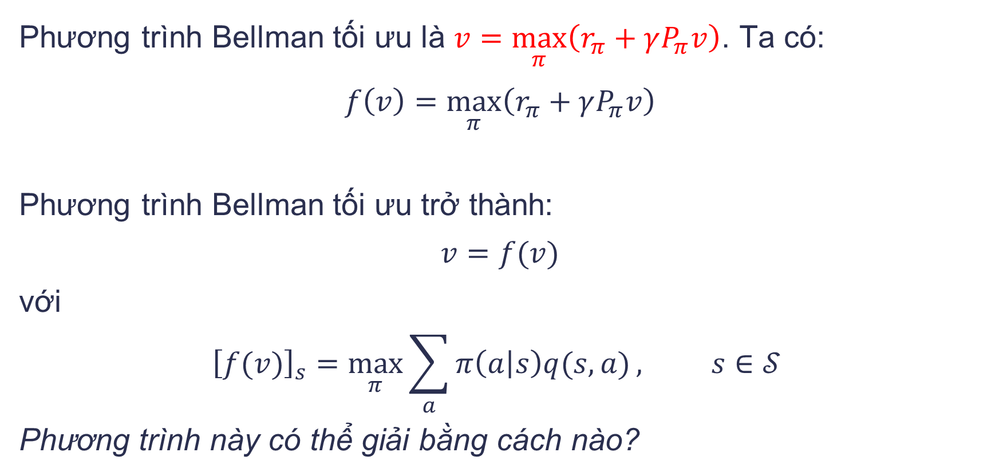 Phương trình Bellman tối ưu là $v = \max_{\pi}(r_{\pi} + \gamma P_{\pi} v)$. Ta có:
$f(v) = \max_{\pi}(r_{\pi} + \gamma P_{\pi} v)$
Phương trình Bellman tối ưu trở thành:
$v = f(v)$
với
$[f(v)]_s = \max_{\pi} \sum_{a} \pi(a|s) q(s, a), \quad s \in \mathcal{S}$
Phương trình này có thể giải bằng cách nào?